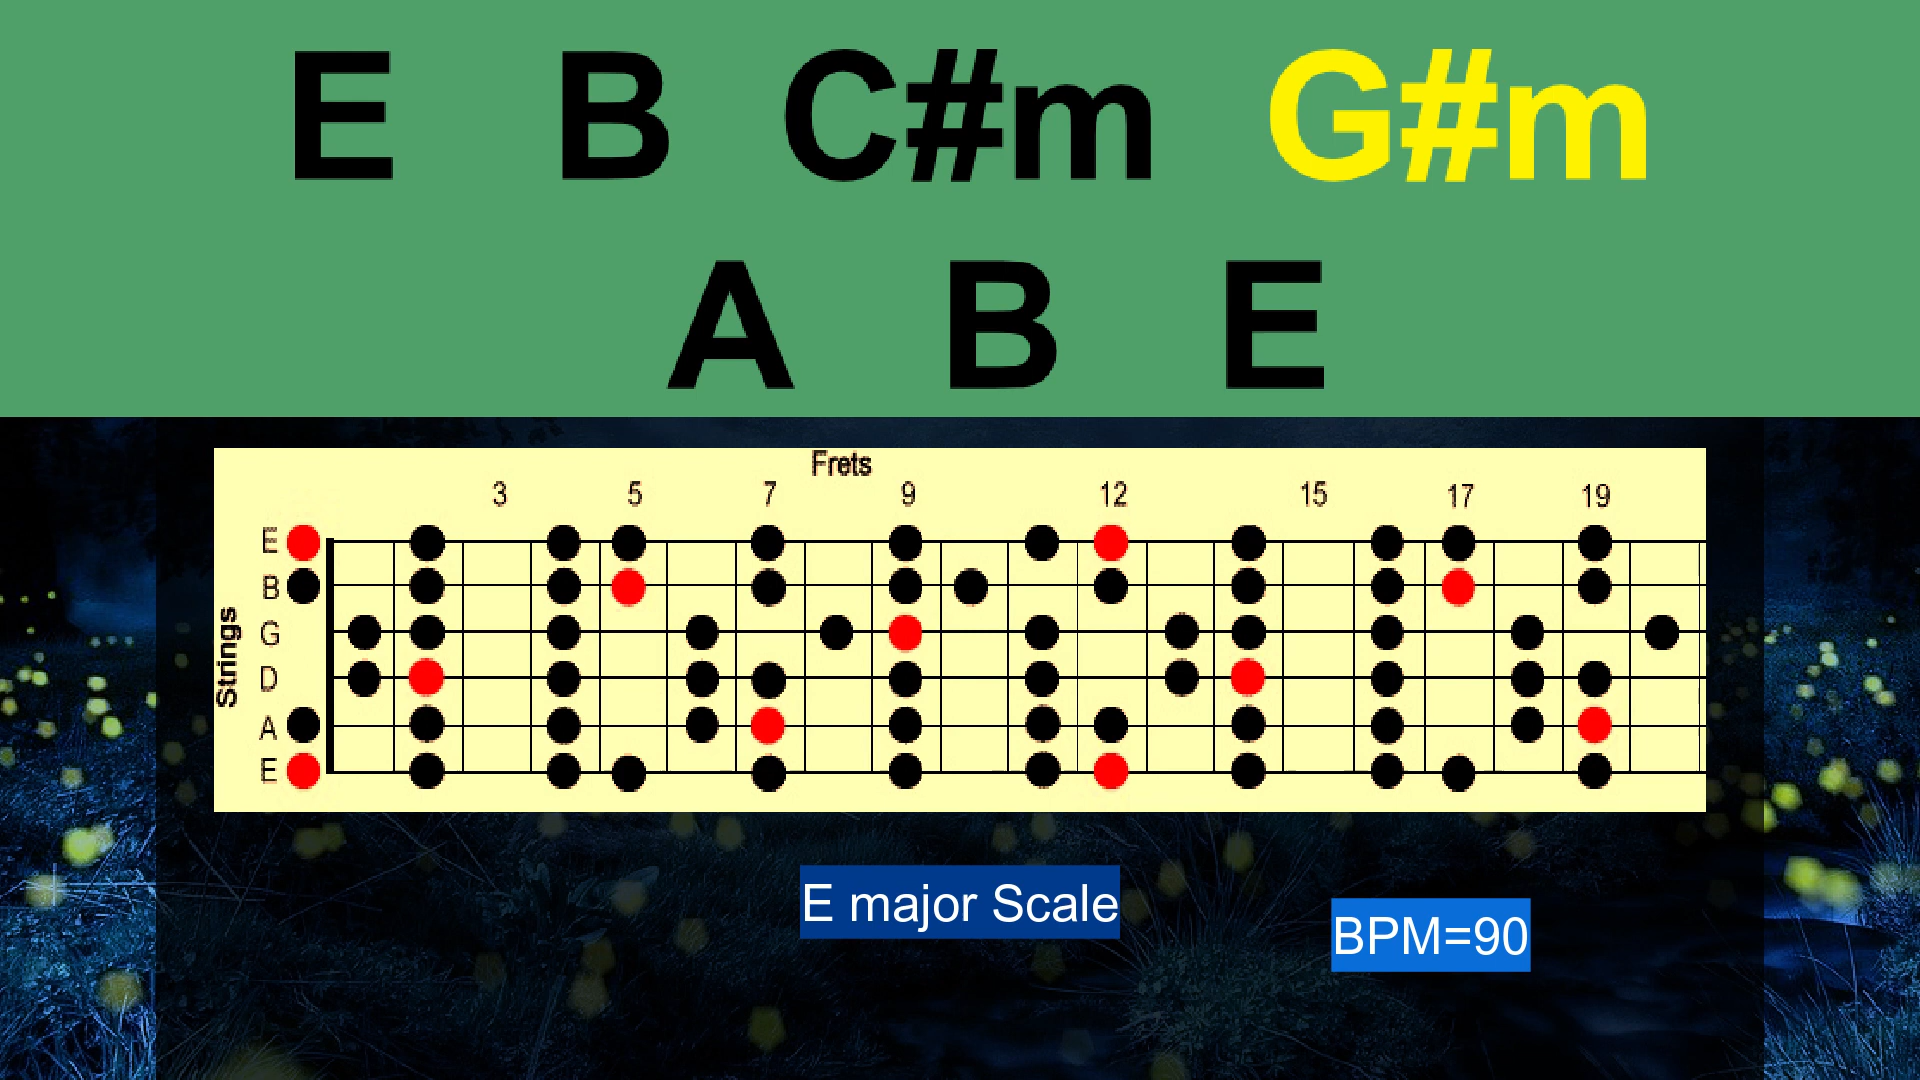 E B C#m G#m
A B E
Frets
3 5 7 9 12 15 17 19
Strings
E
B
G
D
A
E
E major Scale
BPM=90